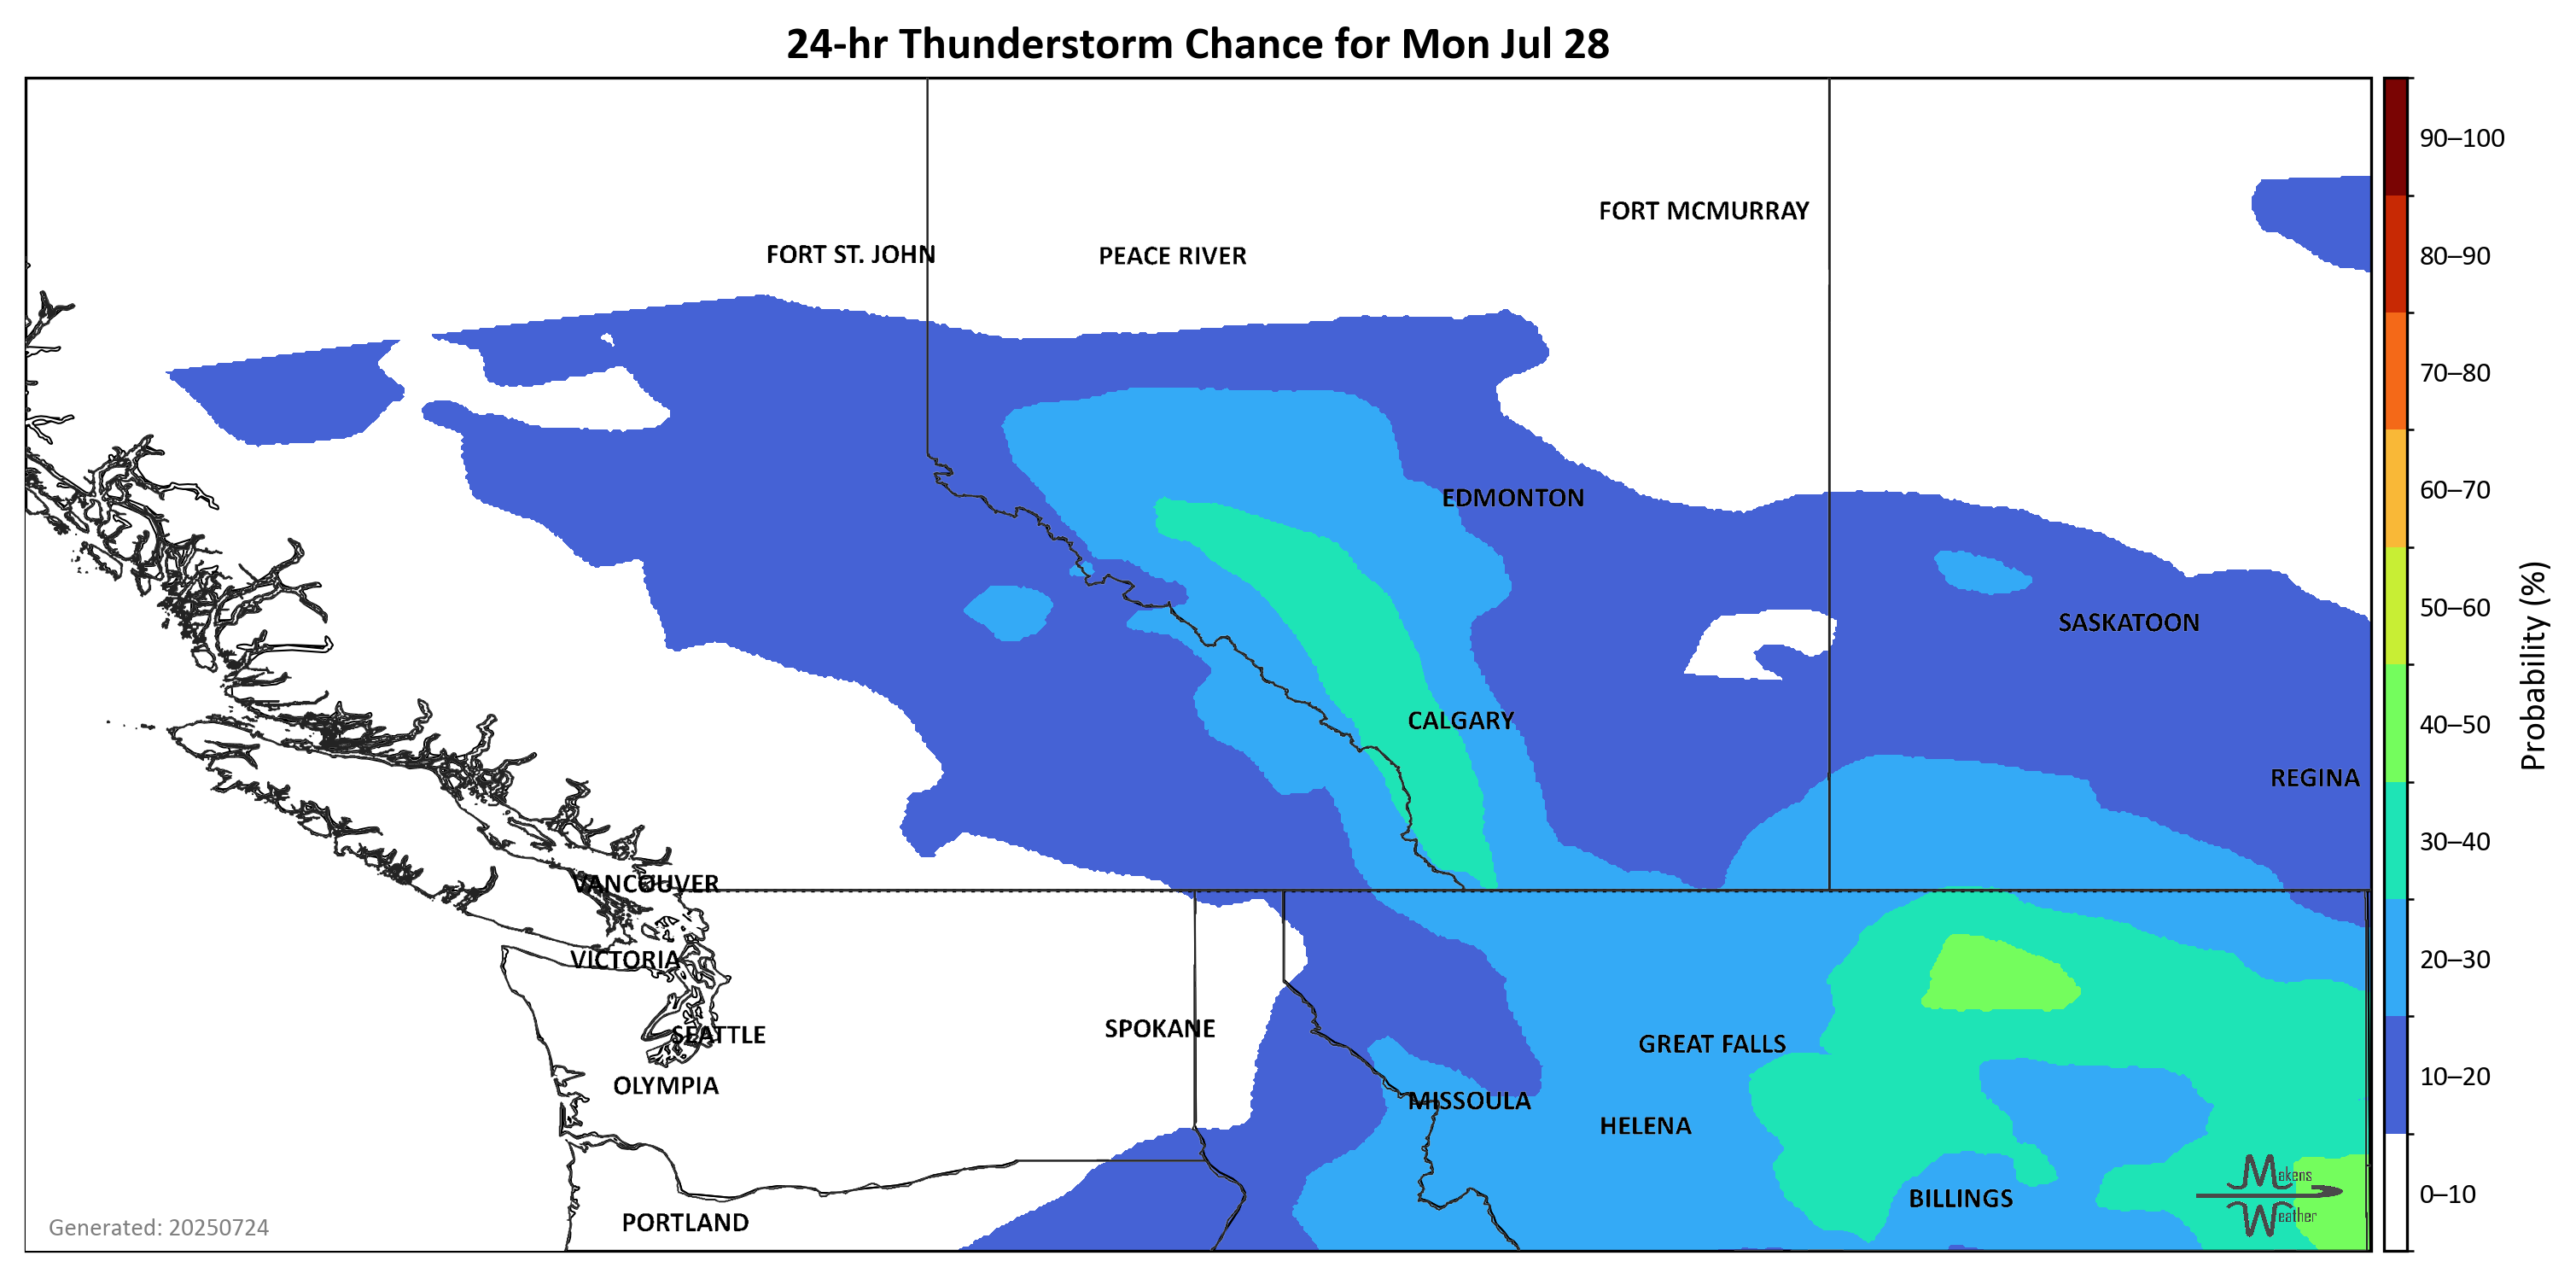 24-hr Thunderstorm Chance for Mon Jul 28
90–100
FORT MCMURRAY
FORT ST. JOHN
PEACE RIVER
80–90
70–80
60–70
EDMONTON
50–60
SASKATOON
Probability (%)
CALGARY
40–50
REGINA
30–40
VANCOUVER
VICTORIA
20–30
SPOKANE
SEATTLE
GREAT FALLS
OLYMPIA
10–20
MISSOULA
HELENA
Makens
Weather
0–10
BILLINGS
PORTLAND
Generated: 20250724